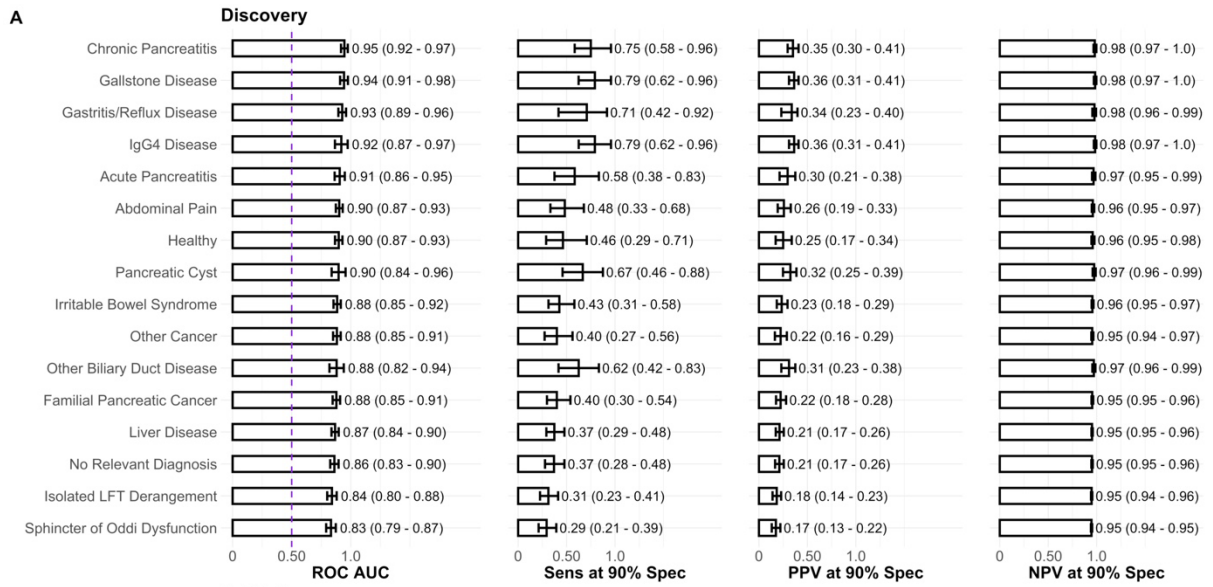 A
Discovery
Chronic Pancreatitis 0.95 (0.92 - 0.97) 0.75 (0.58 - 0.96) 0.35 (0.30 - 0.41) 0.98 (0.97 - 1.0)
Gallstone Disease 0.94 (0.91 - 0.98) 0.79 (0.62 - 0.96) 0.36 (0.31 - 0.41) 0.98 (0.97 - 1.0)
Gastritis/Reflux Disease 0.93 (0.89 - 0.96) 0.71 (0.42 - 0.92) 0.34 (0.23 - 0.40) 0.98 (0.96 - 0.99)
IgG4 Disease 0.92 (0.87 - 0.97) 0.79 (0.62 - 0.96) 0.36 (0.31 - 0.41) 0.98 (0.97 - 1.0)
Acute Pancreatitis 0.91 (0.86 - 0.95) 0.58 (0.38 - 0.83) 0.30 (0.21 - 0.38) 0.97 (0.95 - 0.99)
Abdominal Pain 0.90 (0.87 - 0.93) 0.48 (0.33 - 0.68) 0.26 (0.19 - 0.33) 0.96 (0.95 - 0.97)
Healthy 0.90 (0.87 - 0.93) 0.46 (0.29 - 0.71) 0.25 (0.17 - 0.34) 0.96 (0.95 - 0.98)
Pancreatic Cyst 0.90 (0.84 - 0.96) 0.67 (0.46 - 0.88) 0.32 (0.25 - 0.39) 0.97 (0.96 - 0.99)
Irritable Bowel Syndrome 0.88 (0.85 - 0.92) 0.43 (0.31 - 0.58) 0.23 (0.18 - 0.29) 0.96 (0.95 - 0.97)
Other Cancer 0.88 (0.85 - 0.91) 0.40 (0.27 - 0.56) 0.22 (0.16 - 0.29) 0.95 (0.94 - 0.97)
Other Biliary Duct Disease 0.88 (0.82 - 0.94) 0.62 (0.42 - 0.83) 0.31 (0.23 - 0.38) 0.97 (0.96 - 0.99)
Familial Pancreatic Cancer 0.88 (0.85 - 0.91) 0.40 (0.30 - 0.54) 0.22 (0.18 - 0.28) 0.95 (0.95 - 0.96)
Liver Disease 0.87 (0.84 - 0.90) 0.37 (0.29 - 0.48) 0.21 (0.17 - 0.26) 0.95 (0.95 - 0.96)
No Relevant Diagnosis 0.86 (0.83 - 0.90) 0.37 (0.28 - 0.48) 0.21 (0.17 - 0.26) 0.95 (0.95 - 0.96)
Isolated LFT Derangement 0.84 (0.80 - 0.88) 0.31 (0.23 - 0.41) 0.18 (0.14 - 0.23) 0.95 (0.94 - 0.96)
Sphincter of Oddi Dysfunction 0.83 (0.79 - 0.87) 0.29 (0.21 - 0.39) 0.17 (0.13 - 0.22) 0.95 (0.94 - 0.95)
0 0.50 1.0 0 0.50 1.0 0 0.50 1.0 0 0.50 1.0
ROC AUC Sens at 90% Spec PPV at 90% Spec NPV at 90% Spec